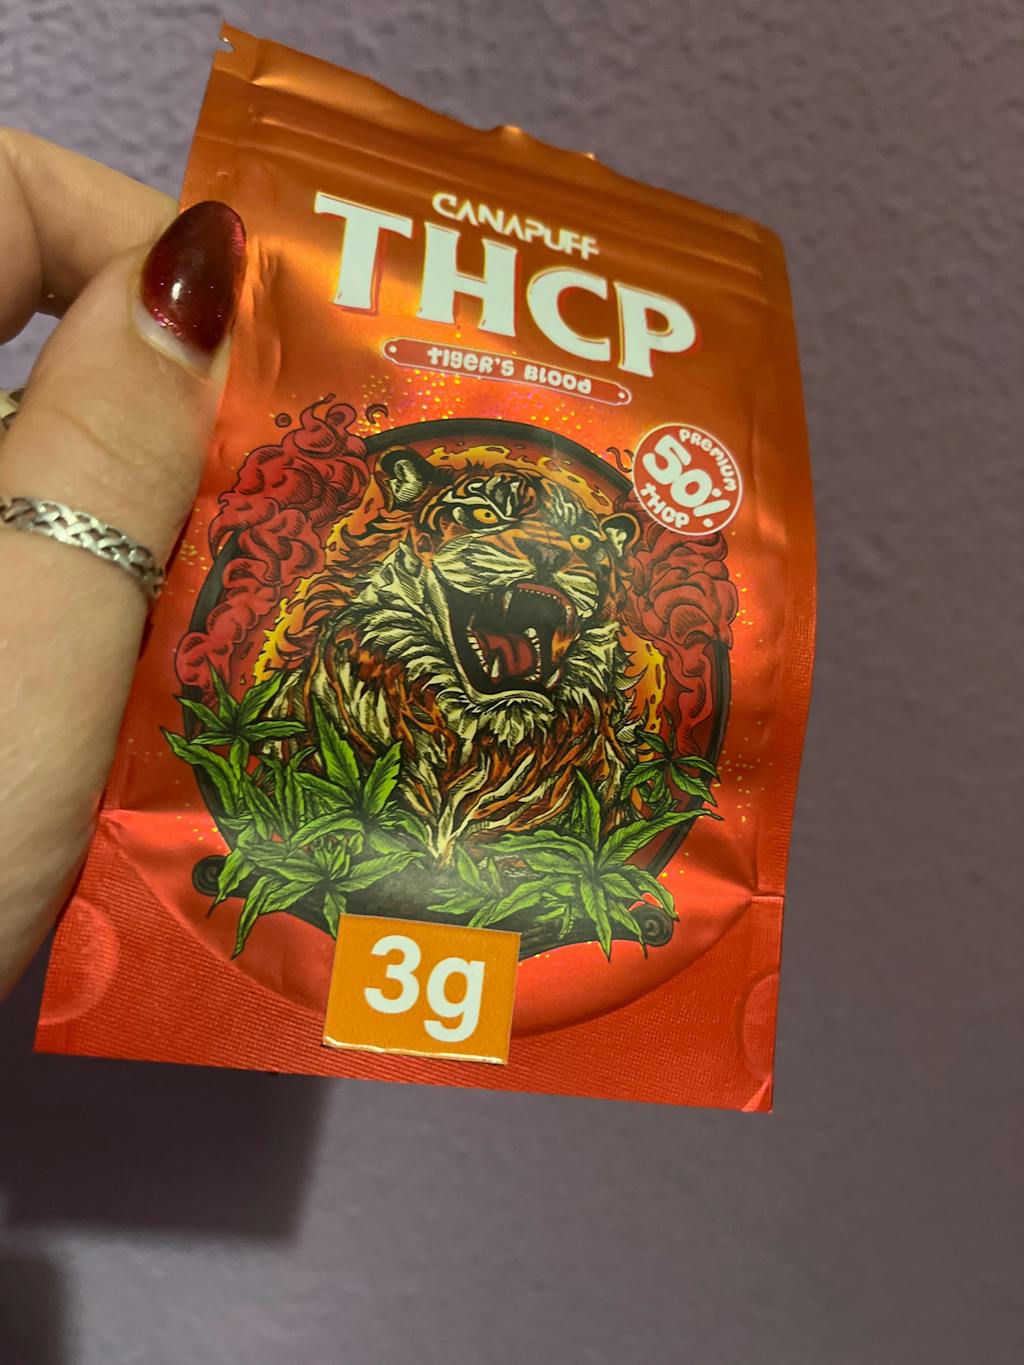 CANAPUFF
THCP
TIGER'S BLOOD
PREMIUM
50%
THCP
3g